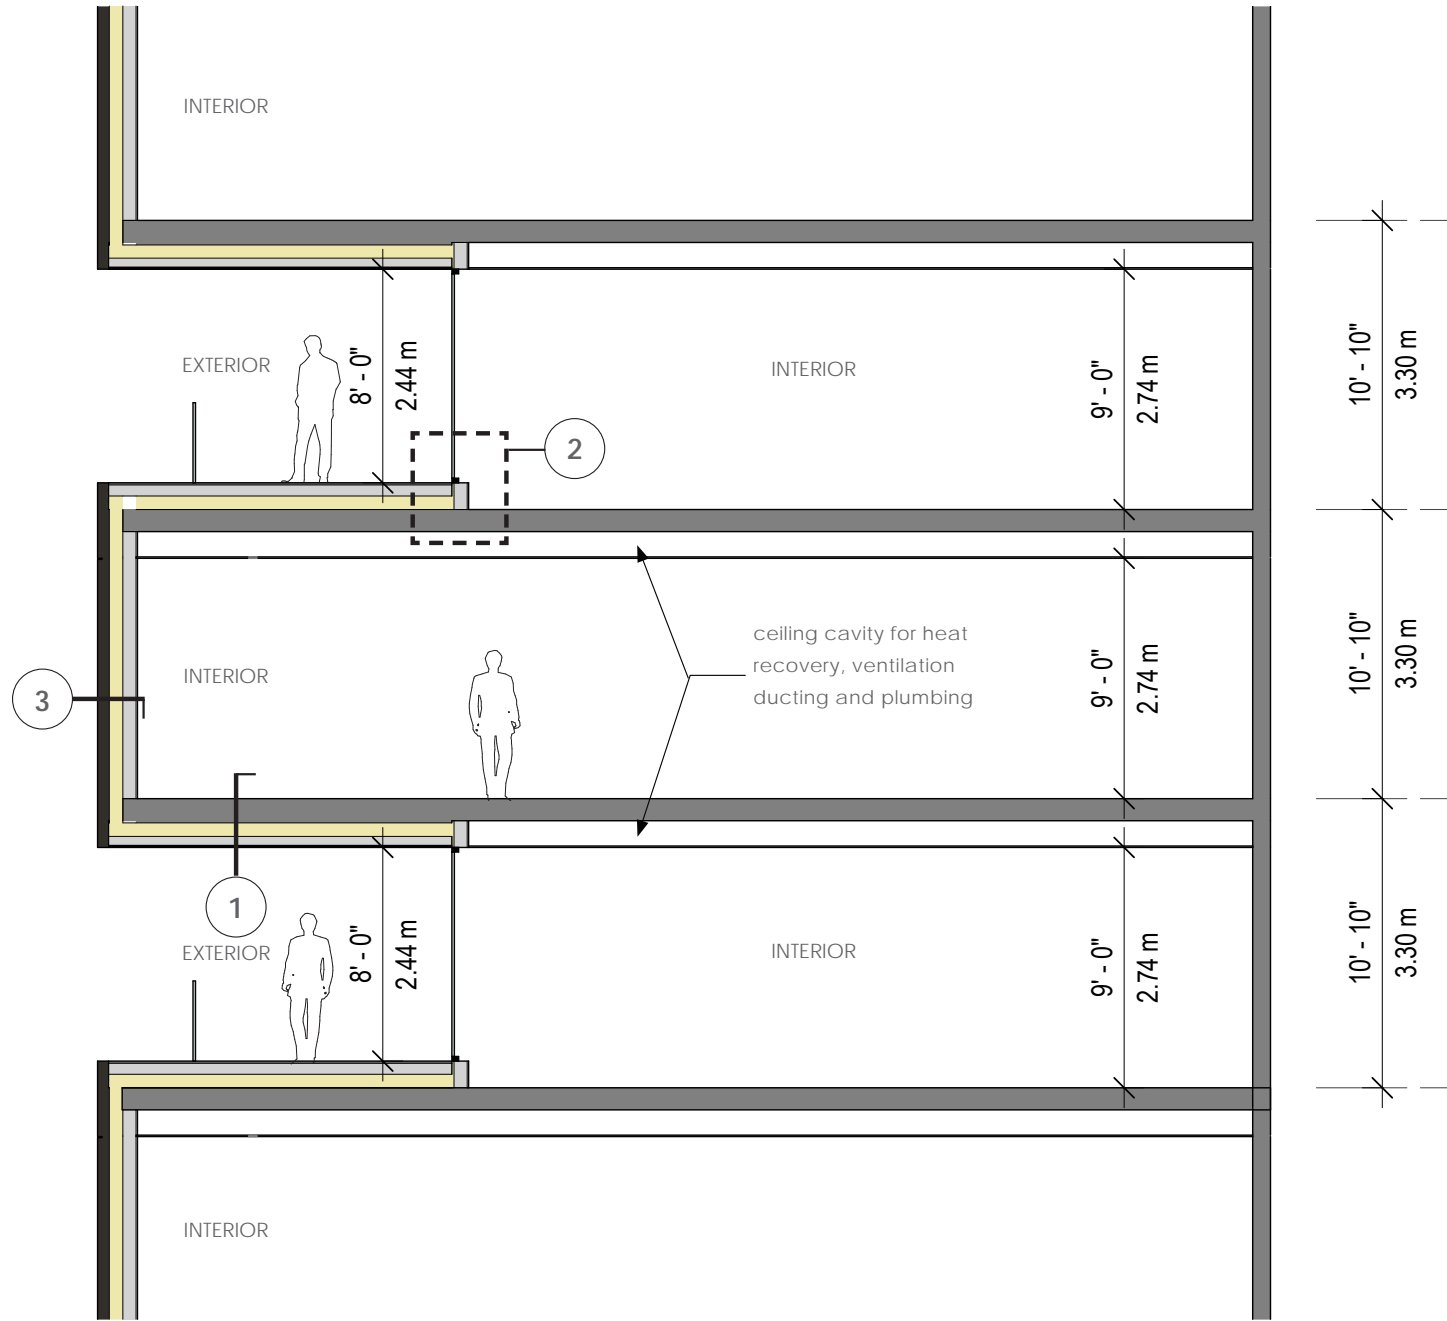 INTERIOR
EXTERIOR
8' - 0"
2.44 m
INTERIOR
9' - 0"
2.74 m
10' - 10"
3.30 m
2
INTERIOR
3
ceiling cavity for heat
recovery, ventilation
ducting and plumbing
9' - 0"
2.74 m
10' - 10"
3.30 m
1
EXTERIOR
8' - 0"
2.44 m
INTERIOR
9' - 0"
2.74 m
10' - 10"
3.30 m
INTERIOR